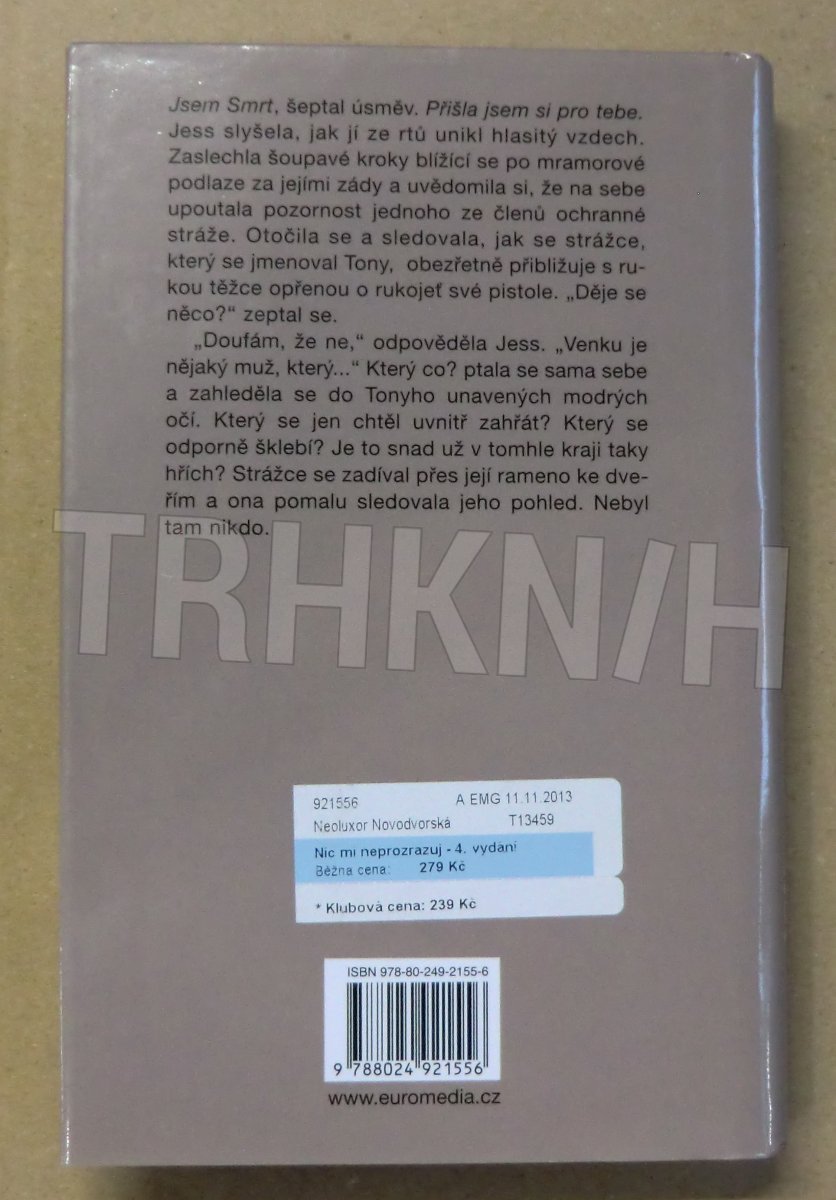 Jsem Smrt, šeptal úsměv. Přišla jsem si pro tebe.
Jess slyšela, jak jí ze rtů unikl hlasitý vzdech.
Zaslechla šoupavé kroky blížící se po mramorové
podlaze za jejími zády a uvědomila si, že na sebe
upoutala pozornost jednoho ze členů ochranné
stráže. Otočila se a sledovala, jak se strážce,
který se jmenoval Tony, obezřetně přibližuje s ru-
kou těžce opřenou o rukojeť své pistole. „Děje se
něco?“ zeptal se.
„Doufám, že ne,“ odpověděla Jess. „Venku je
nějaký muž, který...“ Který co? ptala se sama sebe
a zahleděla se do Tonyho unavených modrých
očí. Který se jen chtěl uvnitř zahřát? Který se
odporně šklebí? Je to snad už v tomhle kraji taky
hřích? Strážce se zadíval přes její rameno ke dve-
řím a ona pomalu sledovala jeho pohled. Nebyl
tam nikdo.
TRHKN/H
921556 A EMG 11.11.2013
Neoluxor Novodvorská T13459
Nic mi neprozrazuj - 4. vydání
Běžna cena: 279 Kč
* Klubová cena: 239 Kč
ISBN 978-80-249-2155-6
9 788024 921556
www.euromedia.cz